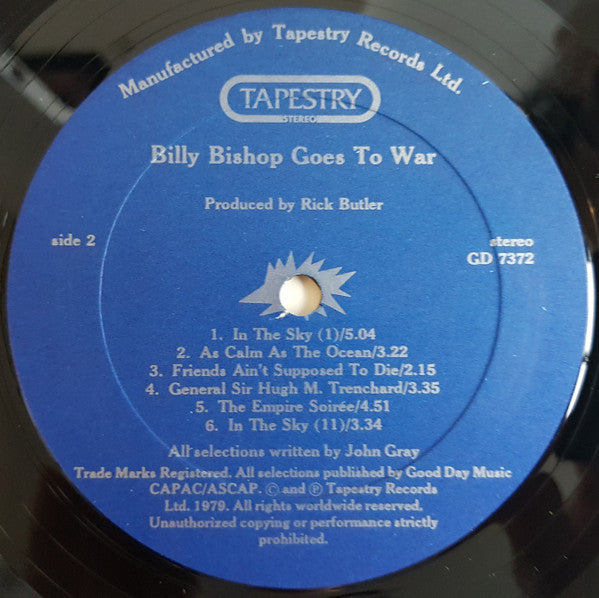 Manufactured by Tapestry Records Ltd.
TAPESTRY
STEREO
Billy Bishop Goes To War
Produced by Rick Butler
side 2
stereo
GD 7372
1. In The Sky (1)/5.04
2. As Calm As The Ocean/3.22
3. Friends Ain't Supposed To Die/2.15
4. General Sir Hugh M. Trenchard/3.35
5. The Empire Soirée/4.51
6. In The Sky (11)/3.34
All selections written by John Gray
Trade Marks Registered. All selections published by Good Day Music
CAPAC/ASCAP. © and ℗ Tapestry Records
Ltd. 1979. All rights worldwide reserved.
Unauthorized copying or performance strictly
prohibited.